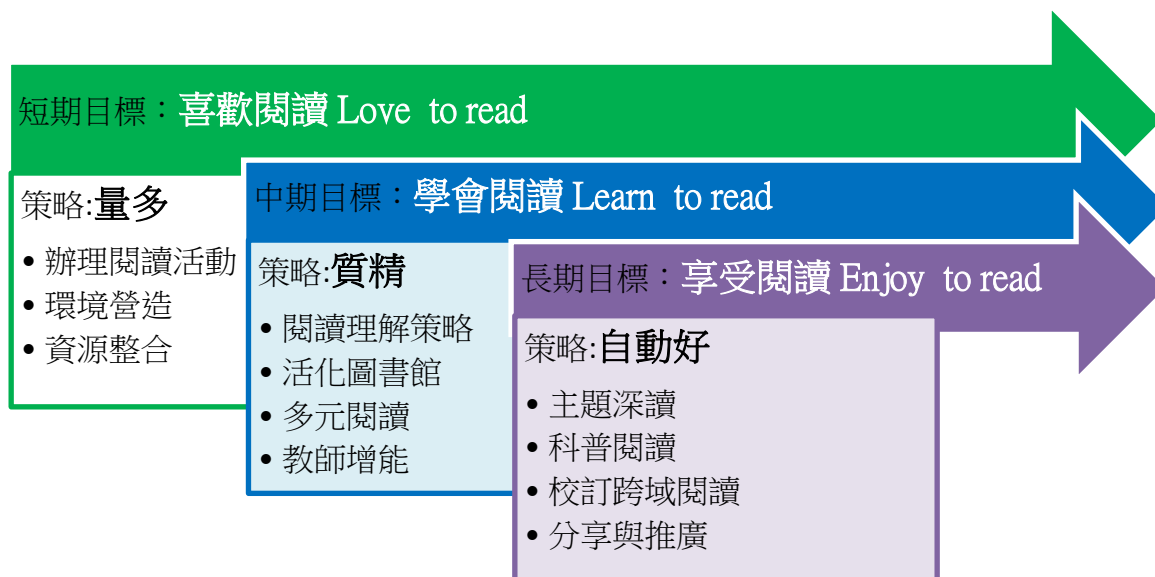 短期目標：喜歡閱讀 Love to read
策略:量多
• 辦理閱讀活動
• 環境營造
• 資源整合
中期目標：學會閱讀 Learn to read
策略:質精
• 閱讀理解策略
• 活化圖書館
• 多元閱讀
• 教師增能
長期目標：享受閱讀 Enjoy to read
策略:自動好
• 主題深讀
• 科普閱讀
• 校訂跨域閱讀
• 分享與推廣